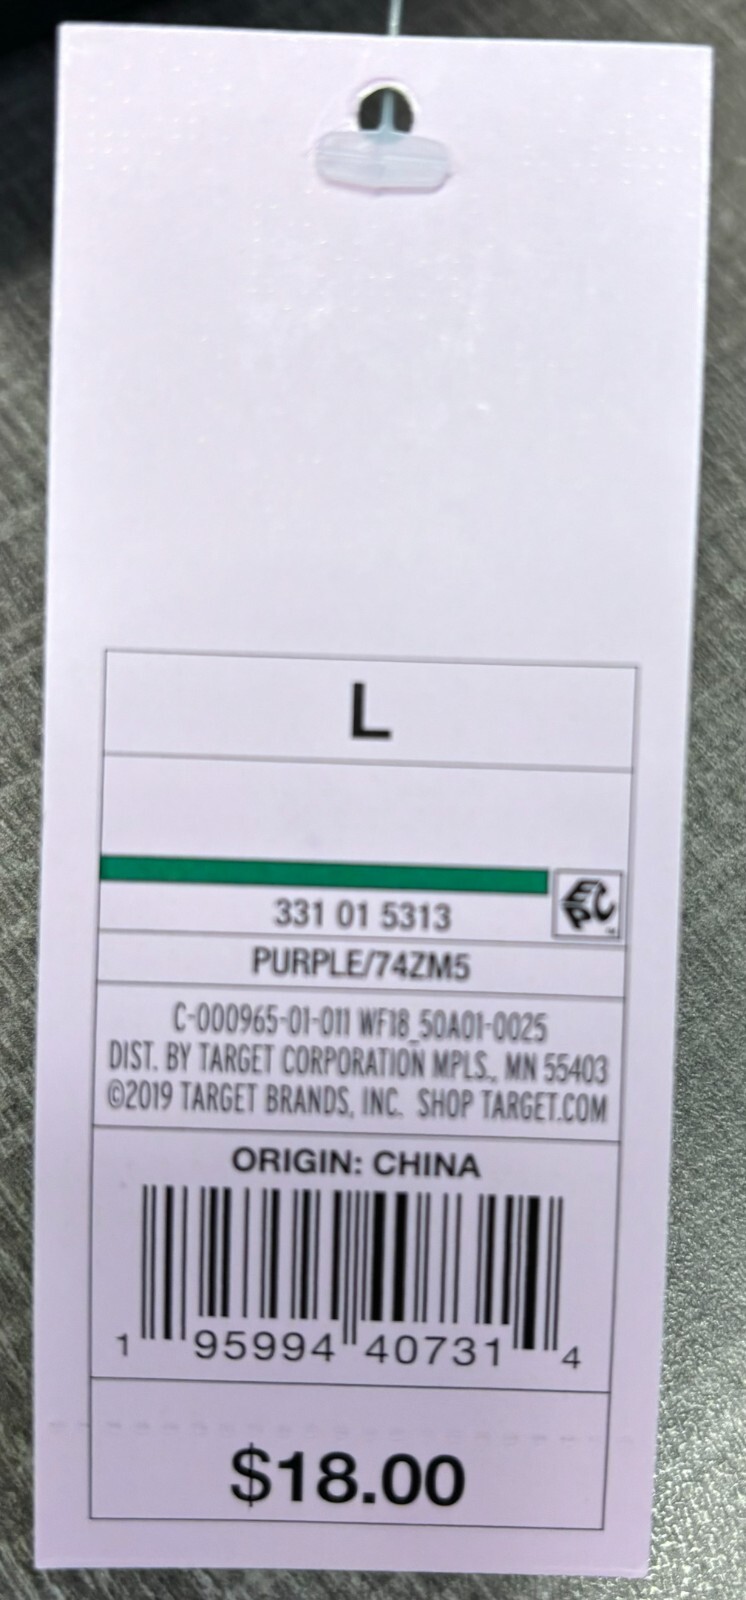 L
EPC
331 01 5313
PURPLE/74ZM5
C-000965-01-011 WF18_50A01-0025
DIST. BY TARGET CORPORATION MPLS., MN 55403
©2019 TARGET BRANDS, INC. SHOP TARGET.COM
ORIGIN: CHINA
1 95994 40731 4
$18.00